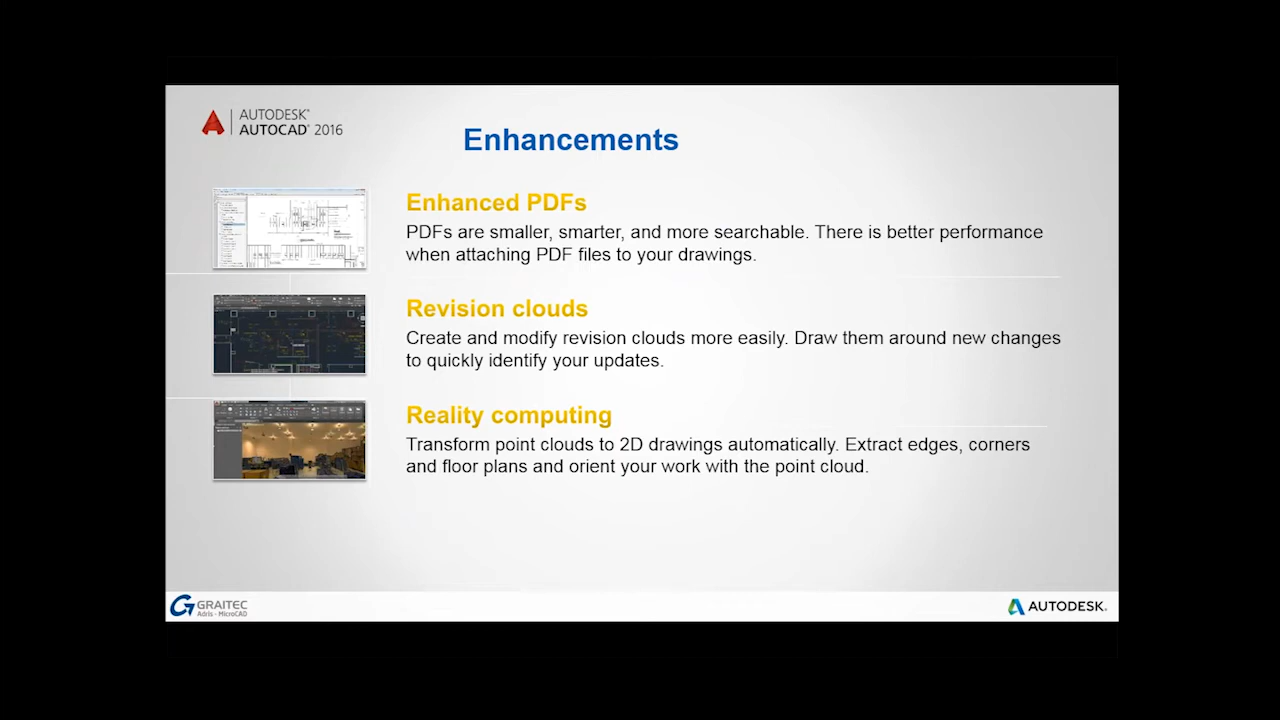 AUTODESK®
AUTOCAD® 2016
Enhancements
Enhanced PDFs
PDFs are smaller, smarter, and more searchable. There is better performance
when attaching PDF files to your drawings.
Revision clouds
Create and modify revision clouds more easily. Draw them around new changes
to quickly identify your updates.
Reality computing
Transform point clouds to 2D drawings automatically. Extract edges, corners
and floor plans and orient your work with the point cloud.
GRAITEC
Adris - MicroCAD
AUTODESK®